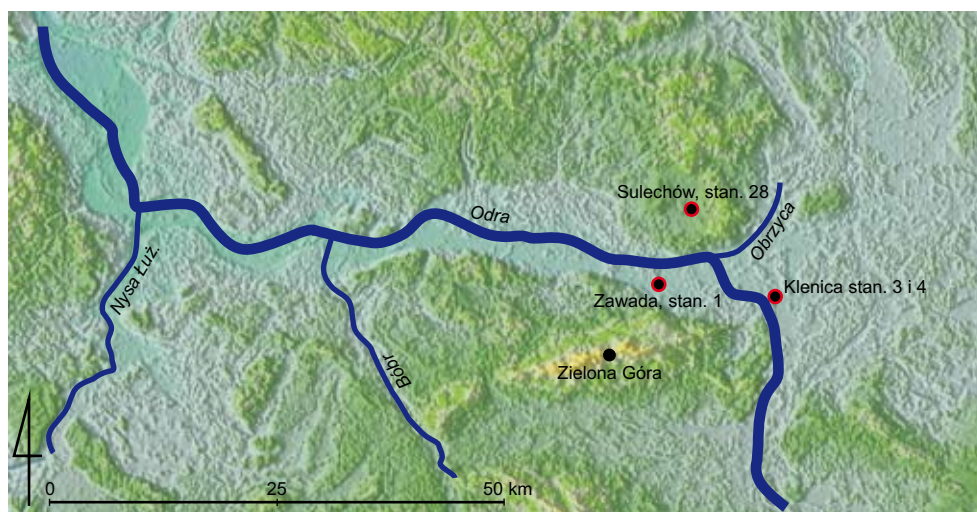 Sulechów, stan. 28
Odra
Obrzyca
Nysa Łuż.
Klenica stan. 3 i 4
Zawada, stan. 1
Bóbr
Zielona Góra
0 25 50 km